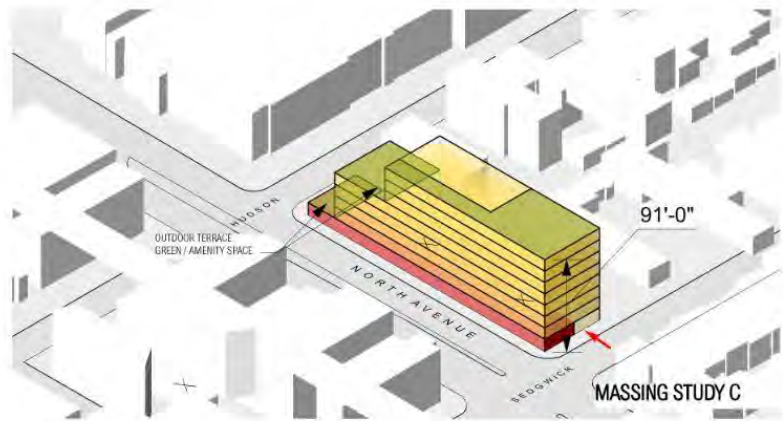 HUDSON
91'-0"
OUTDOOR TERRACE
GREEN / AMENITY SPACE
NORTH AVENUE
SEDGWICK
MASSING STUDY C